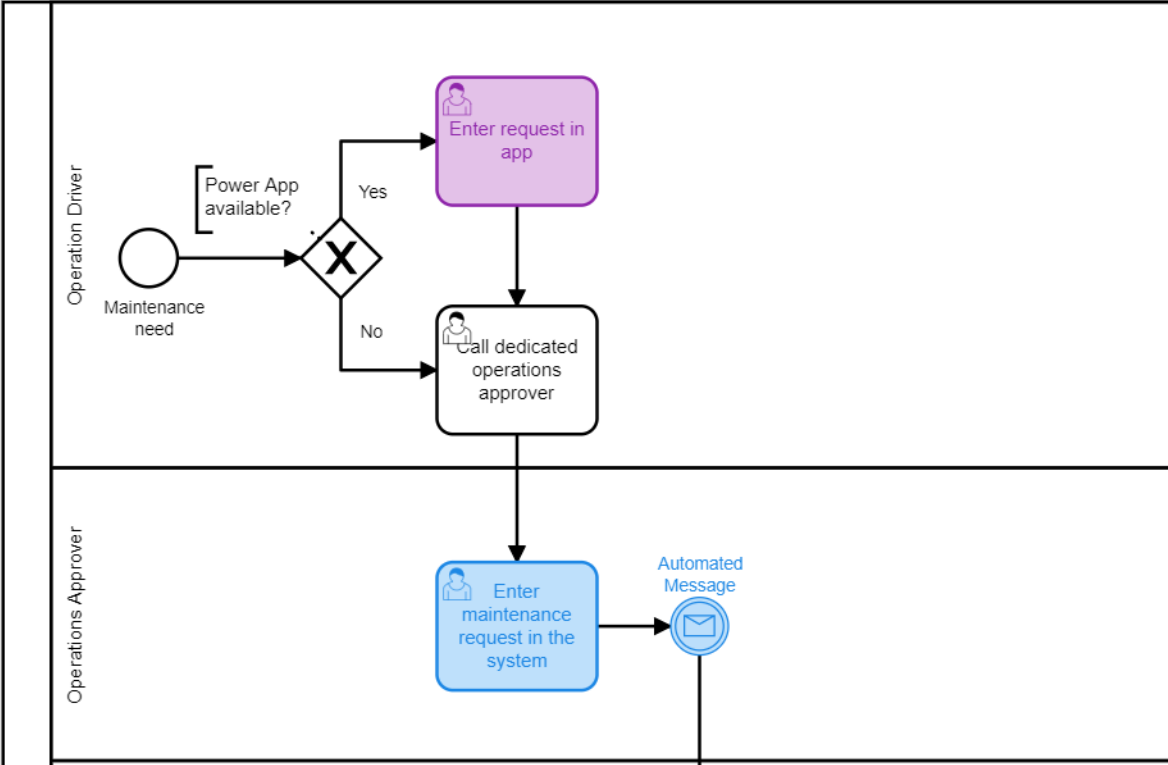 Operation Driver
Enter request in
app
Power App
available?
Yes
X
Maintenance
need
No
Call dedicated
operations
approver
Operations Approver
Enter
maintenance
request in the
system
Automated
Message